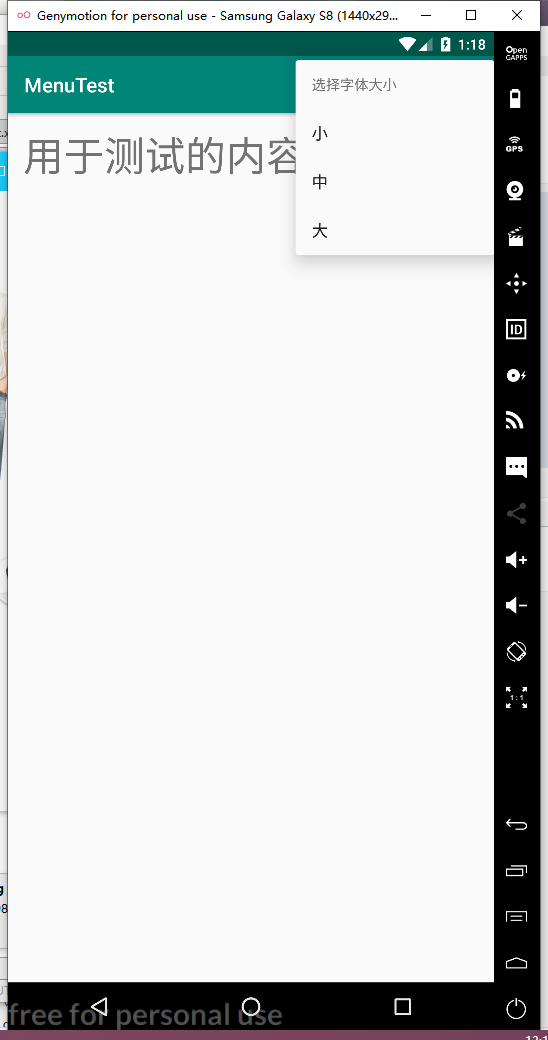 Genymotion for personal use - Samsung Galaxy S8 (1440x29...
1:18
MenuTest
选择字体大小
小
中
大
用于测试的内容
Open
GAPPS
GPS
ID
1:1
free for personal use